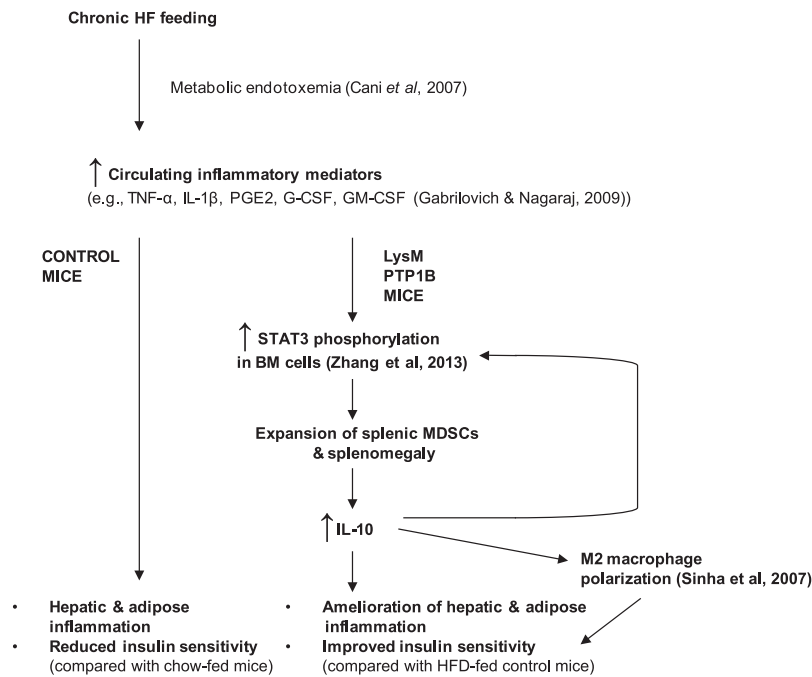 Chronic HF feeding
Metabolic endotoxemia (Cani et al, 2007)
↑ Circulating inflammatory mediators
(e.g., TNF-α, IL-1β, PGE2, G-CSF, GM-CSF (Gabrilovich & Nagaraj, 2009))
CONTROL
MICE
LysM
PTP1B
MICE
↑ STAT3 phosphorylation
in BM cells (Zhang et al, 2013)
Expansion of splenic MDSCs
& splenomegaly
↑ IL-10
M2 macrophage
polarization (Sinha et al, 2007)
• Hepatic & adipose
inflammation
• Reduced insulin sensitivity
(compared with chow-fed mice)
• Amelioration of hepatic & adipose
inflammation
• Improved insulin sensitivity
(compared with HFD-fed control mice)